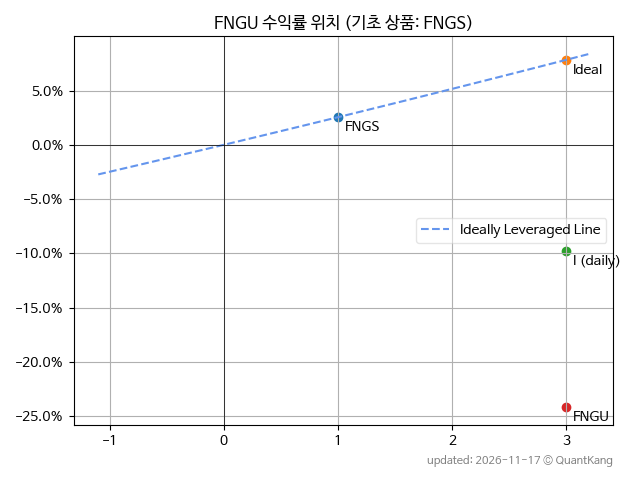 FNGU 수익률 위치 (기초 상품: FNGS)
5.0%
0.0%
−5.0%
−10.0%
−15.0%
−20.0%
−25.0%
Ideal
FNGS
Ideally Leveraged Line
I (daily)
FNGU
−1
0
1
2
3
updated: 2026-11-17 © QuantKang